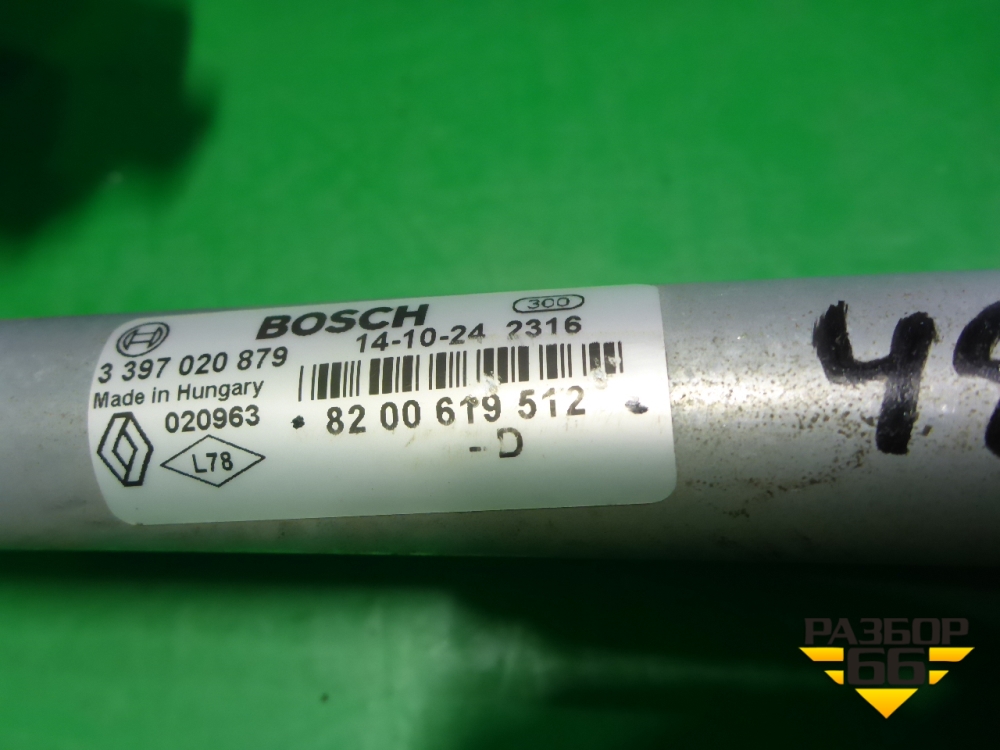 BOSCH
300
14-10-24 2316
3 397 020 879
Made in Hungary
020963
* 82 00 619 512
- D
L78
РАЗБОР
66